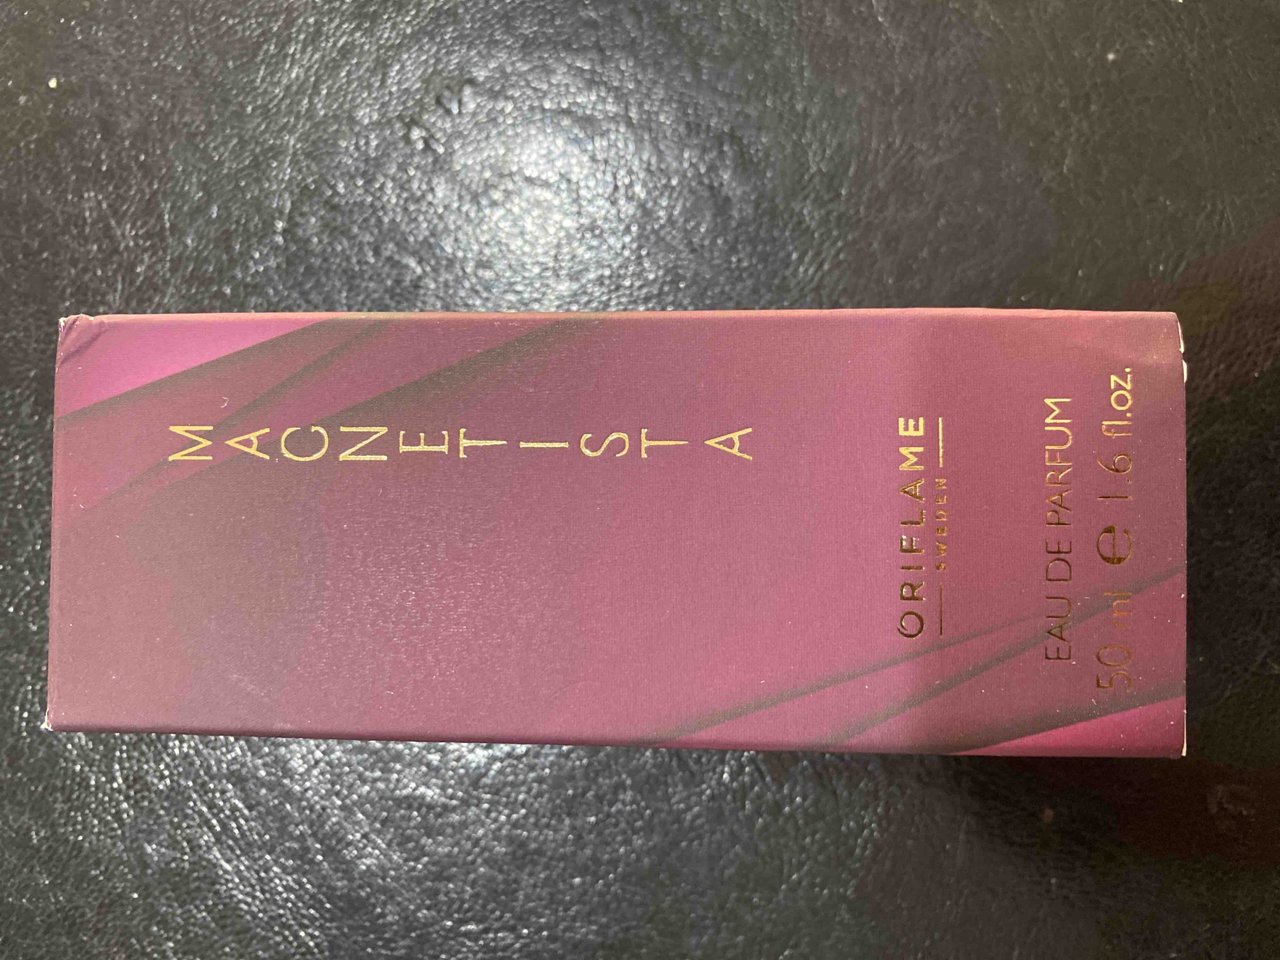 MAGNETISTA
ORIFLAME
SWEDEN
EAU DE PARFUM
50 ml e 1.6 fl.oz.